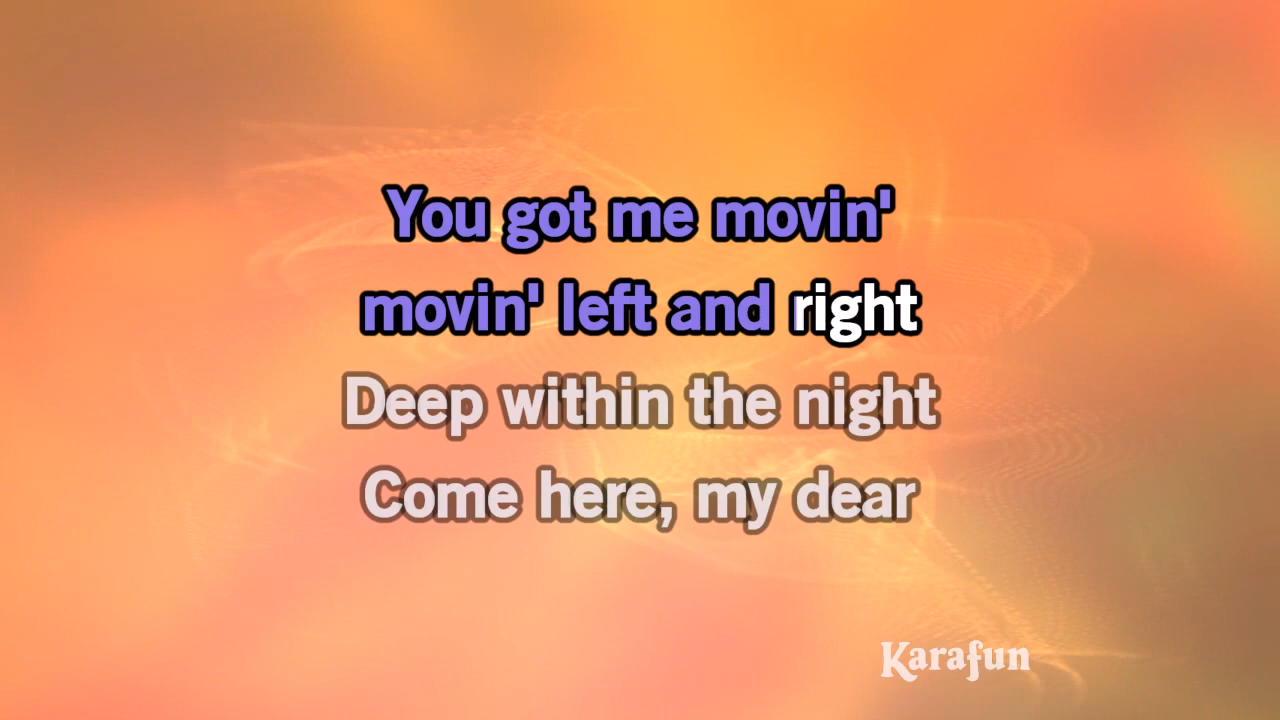 You got me movin'
movin' left and right
Deep within the night
Come here, my dear
Karafun